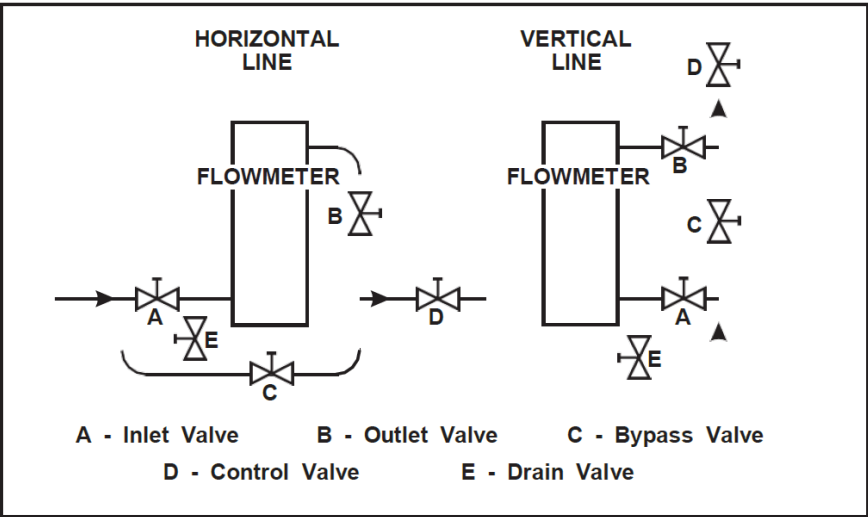 HORIZONTAL
LINE
FLOWMETER
B
A
E
D
C
VERTICAL
LINE
D
FLOWMETER
B
C
A
E
A - Inlet Valve
B - Outlet Valve
C - Bypass Valve
D - Control Valve
E - Drain Valve